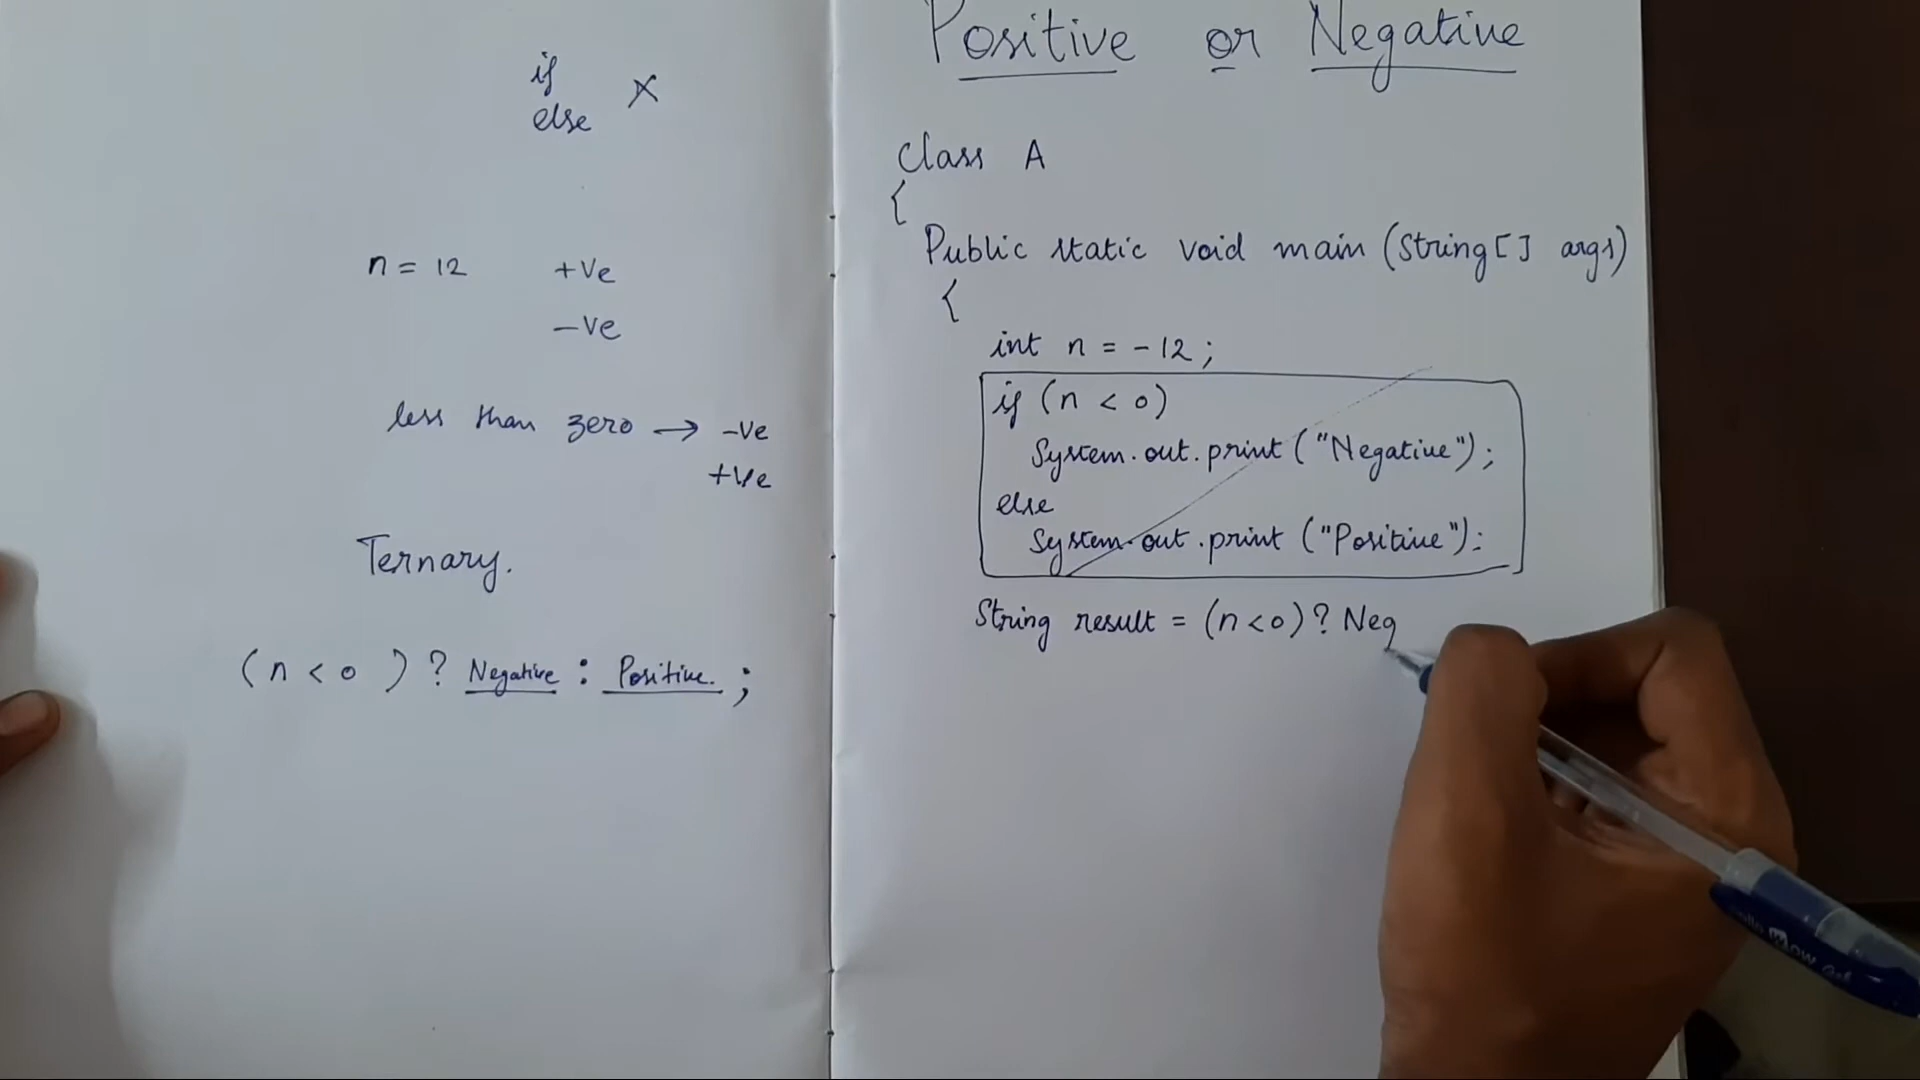 if
else X
n = 12 +ve
-ve
less than zero → -ve
+ve
Ternary.
(n < 0 ) ? Negative : Positive. ;
Positive or Negative
Class A
{
Public static void main (String[] args)
{
int n = -12 ;
if (n < 0)
System.out.print ("Negative");
else
System.out.print ("Positive");
String result = (n<0)? Neg